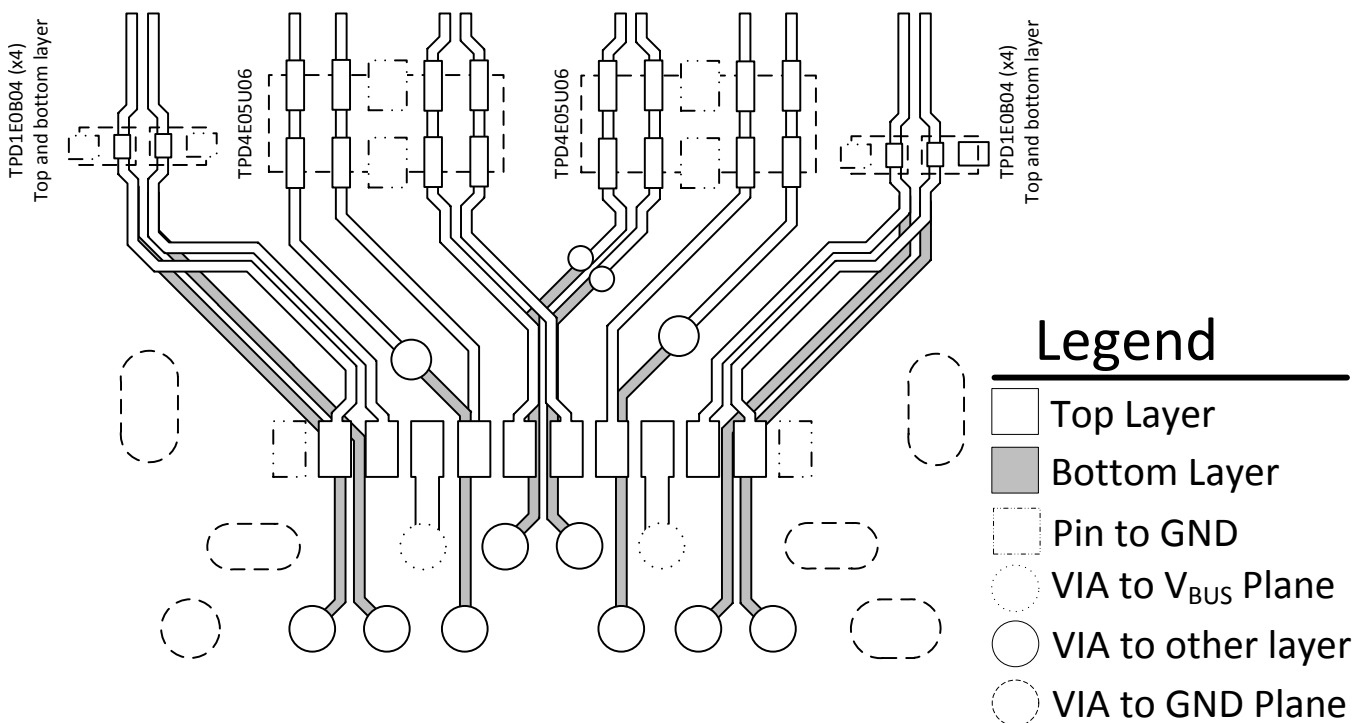 TPD1E0B04 (x4)
Top and bottom layer
TPD4E05U06
TPD4E05U06
TPD1E0B04 (x4)
Top and bottom layer
Legend
Top Layer
Bottom Layer
Pin to GND
VIA to VBUS Plane
VIA to other layer
VIA to GND Plane